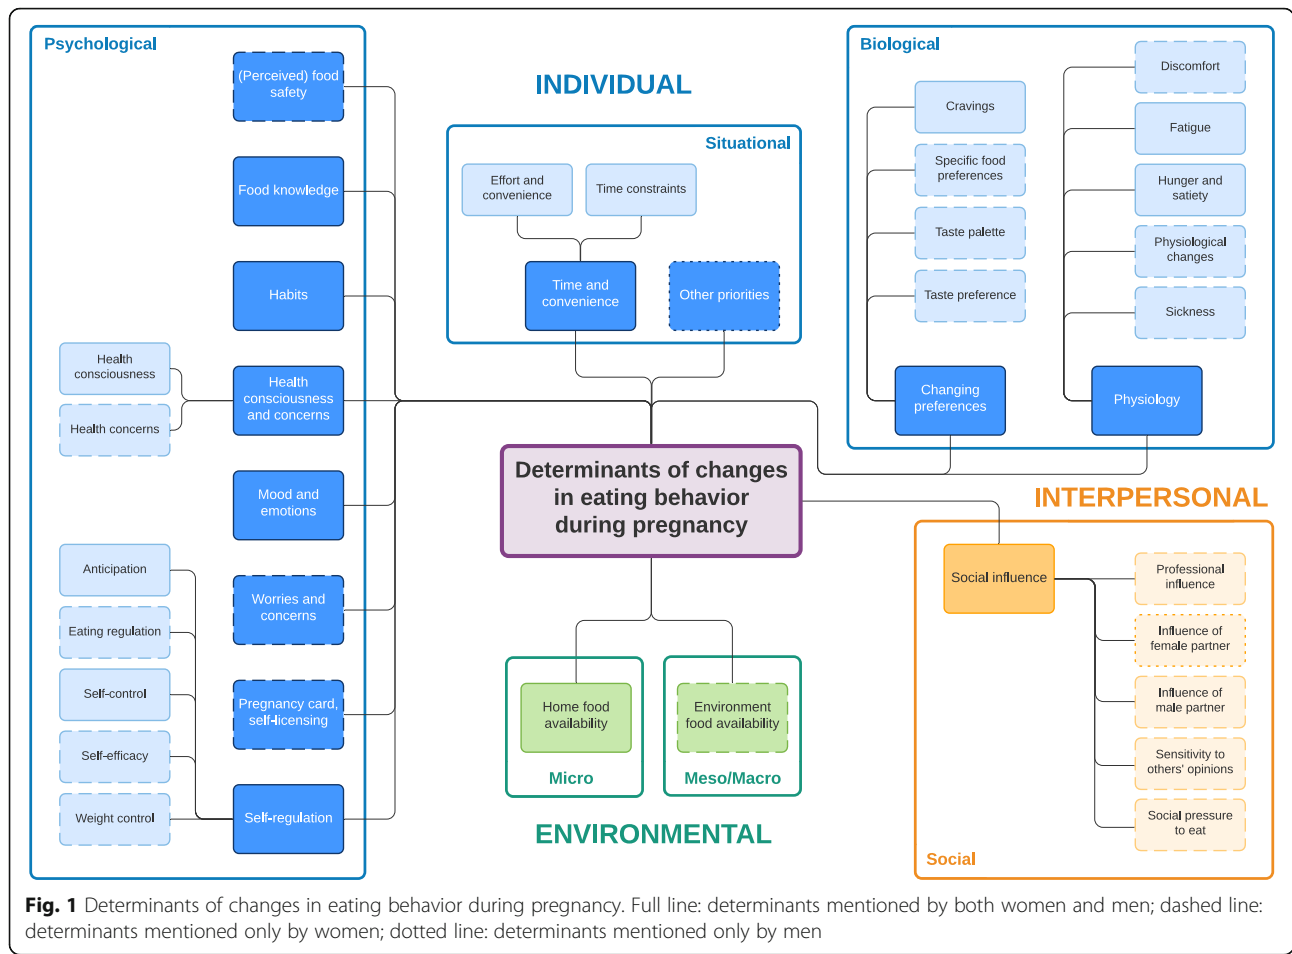 Psychological
(Perceived) food
safety
Food knowledge
Habits
Health
consciousness
Health concerns
Health
consciousness
and concerns
Mood and
emotions
Anticipation
Eating regulation
Self-control
Self-efficacy
Weight control
Worries and
concerns
Pregnancy card,
self-licensing
Self-regulation
INDIVIDUAL
Situational
Effort and
convenience
Time constraints
Time and
convenience
Other priorities
Biological
Cravings
Specific food
preferences
Taste palette
Taste preference
Changing
preferences
Discomfort
Fatigue
Hunger and
satiety
Physiological
changes
Sickness
Physiology
Determinants of changes
in eating behavior
during pregnancy
INTERPERSONAL
Social influence
Professional
influence
Influence of
female partner
Influence of
male partner
Sensitivity to
others' opinions
Social pressure
to eat
Social
Home food
availability
Micro
Environment
food availability
Meso/Macro
ENVIRONMENTAL
Fig. 1 Determinants of changes in eating behavior during pregnancy. Full line: determinants mentioned by both women and men; dashed line:
determinants mentioned only by women; dotted line: determinants mentioned only by men